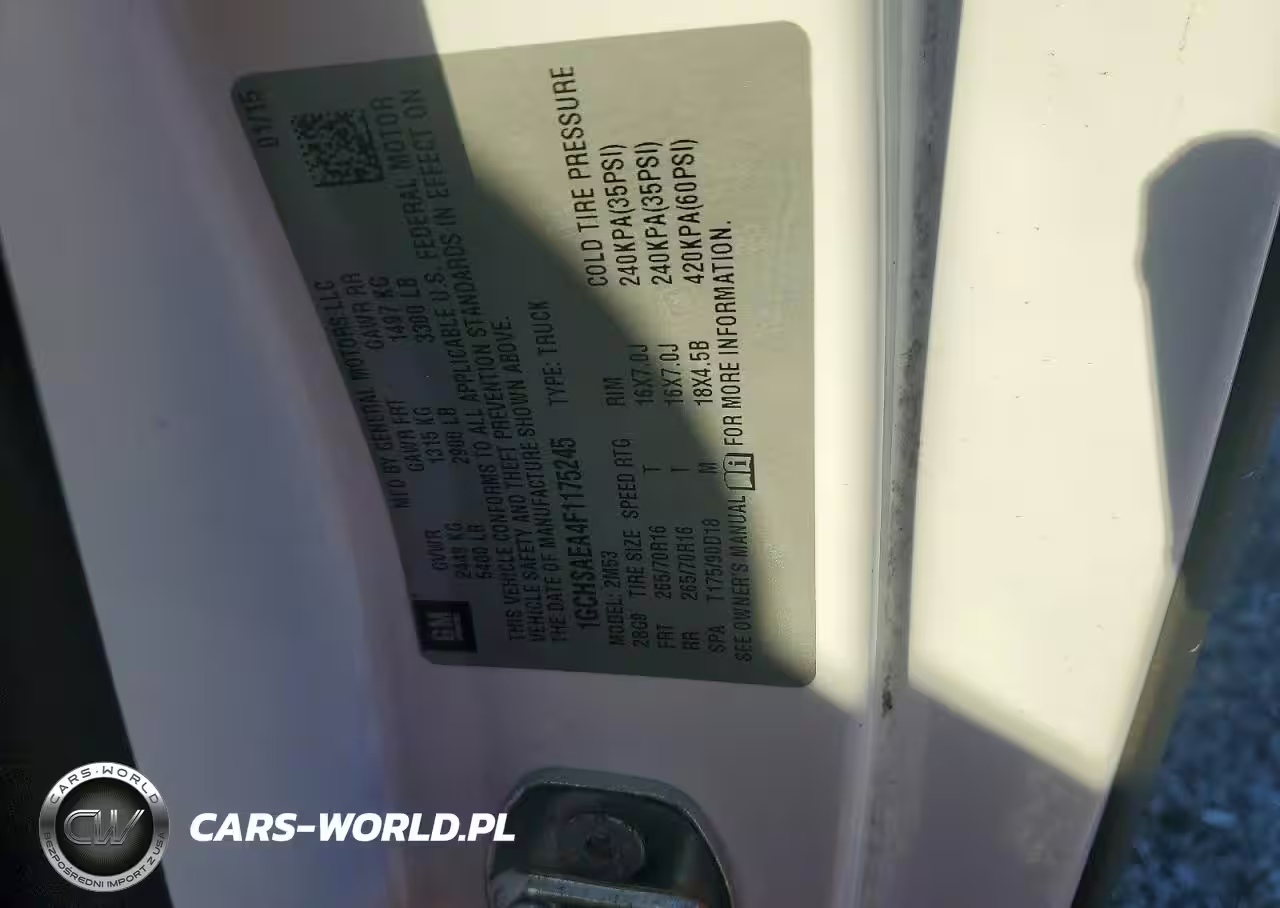 01/15
MFD BY GENERAL MOTORS LLC
GVWR GAWR FRT GAWR RR
2449 KG 1315 KG 1497 KG
5400 LB 2900 LB 3300 LB
THIS VEHICLE CONFORMS TO ALL APPLICABLE U.S. FEDERAL MOTOR
VEHICLE SAFETY AND THEFT PREVENTION STANDARDS IN EFFECT ON
THE DATE OF MANUFACTURE SHOWN ABOVE.
GM
1GCHSAEA4F1175245 TYPE: TRUCK
MODEL: 2M53
28GB TIRE SIZE SPEED RTG RIM COLD TIRE PRESSURE
FRT 265/70R16 T 16X7.0J 240KPA(35PSI)
RR 265/70R16 T 16X7.0J 240KPA(35PSI)
SPA T175/90D18 M 18X4.5B 420KPA(60PSI)
SEE OWNER'S MANUAL FOR MORE INFORMATION.
CARS-WORLD
CW
BEZPOŚREDNI IMPORT Z USA
CARS-WORLD.PL